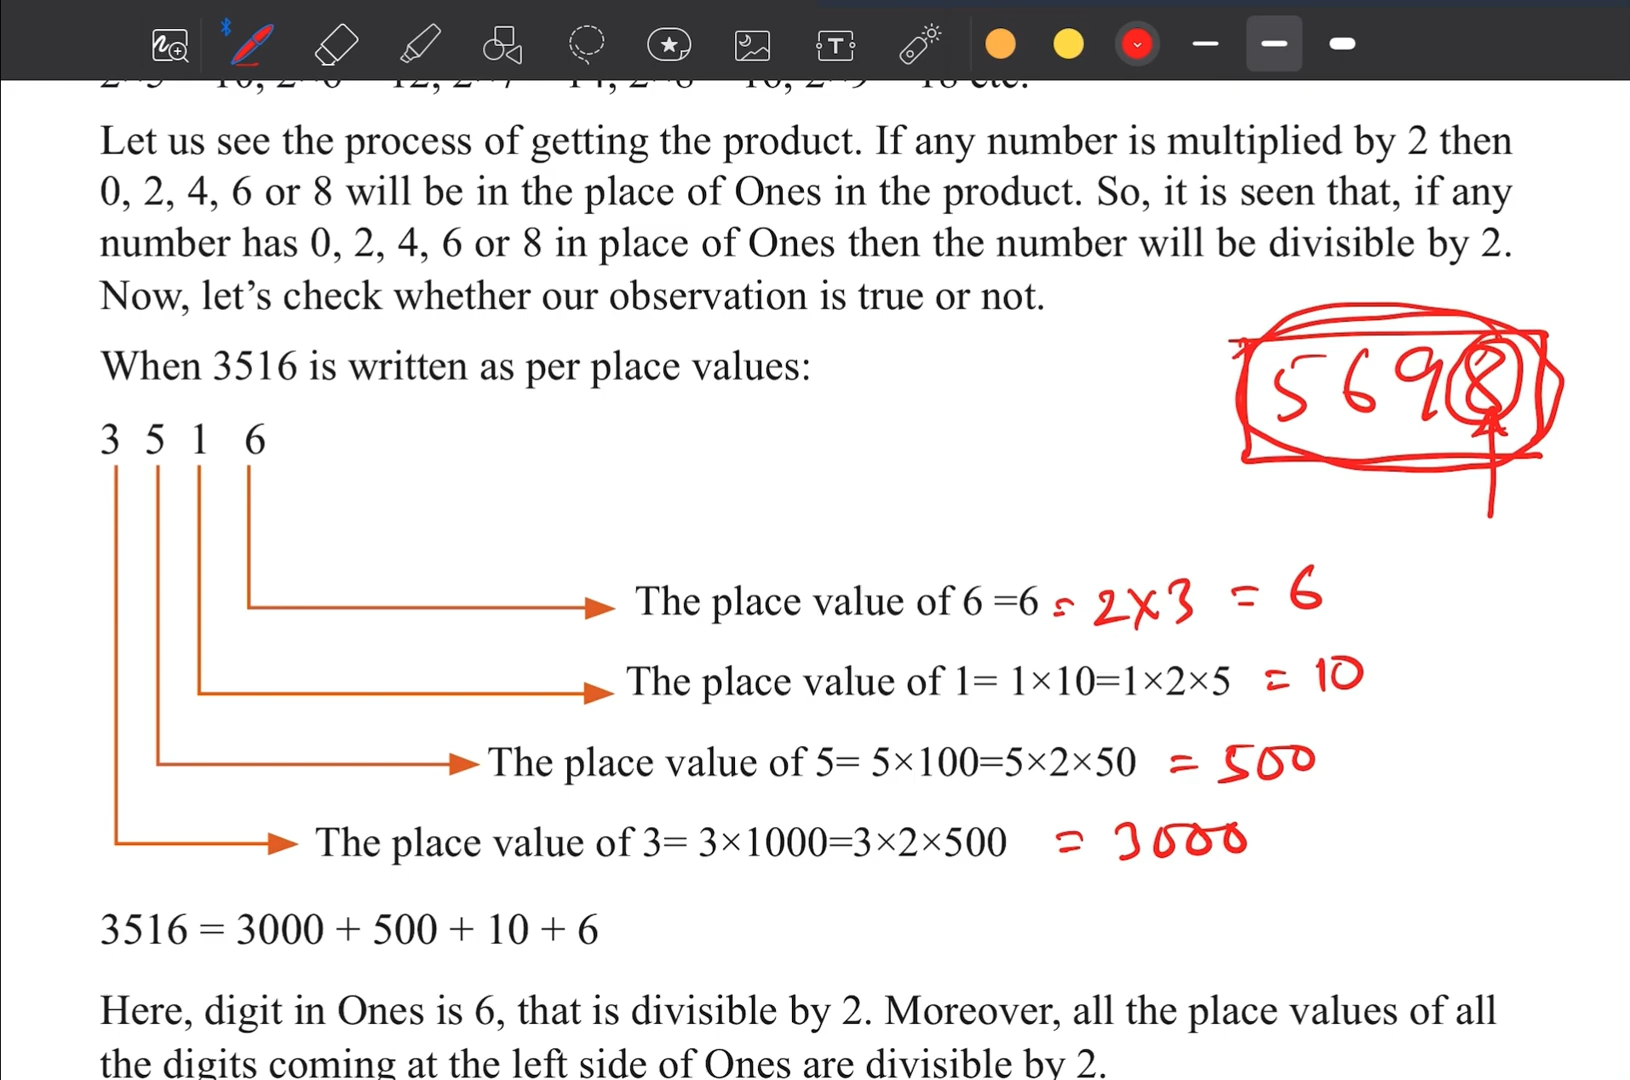 Let us see the process of getting the product. If any number is multiplied by 2 then
0, 2, 4, 6 or 8 will be in the place of Ones in the product. So, it is seen that, if any
number has 0, 2, 4, 6 or 8 in place of Ones then the number will be divisible by 2.
Now, let’s check whether our observation is true or not.
When 3516 is written as per place values:
5698
3 5 1 6
The place value of 6 =6 = 2×3 = 6
The place value of 1= 1×10=1×2×5 = 10
The place value of 5= 5×100=5×2×50 = 500
The place value of 3= 3×1000=3×2×500 = 3000
3516 = 3000 + 500 + 10 + 6
Here, digit in Ones is 6, that is divisible by 2. Moreover, all the place values of all
the digits coming at the left side of Ones are divisible by 2.